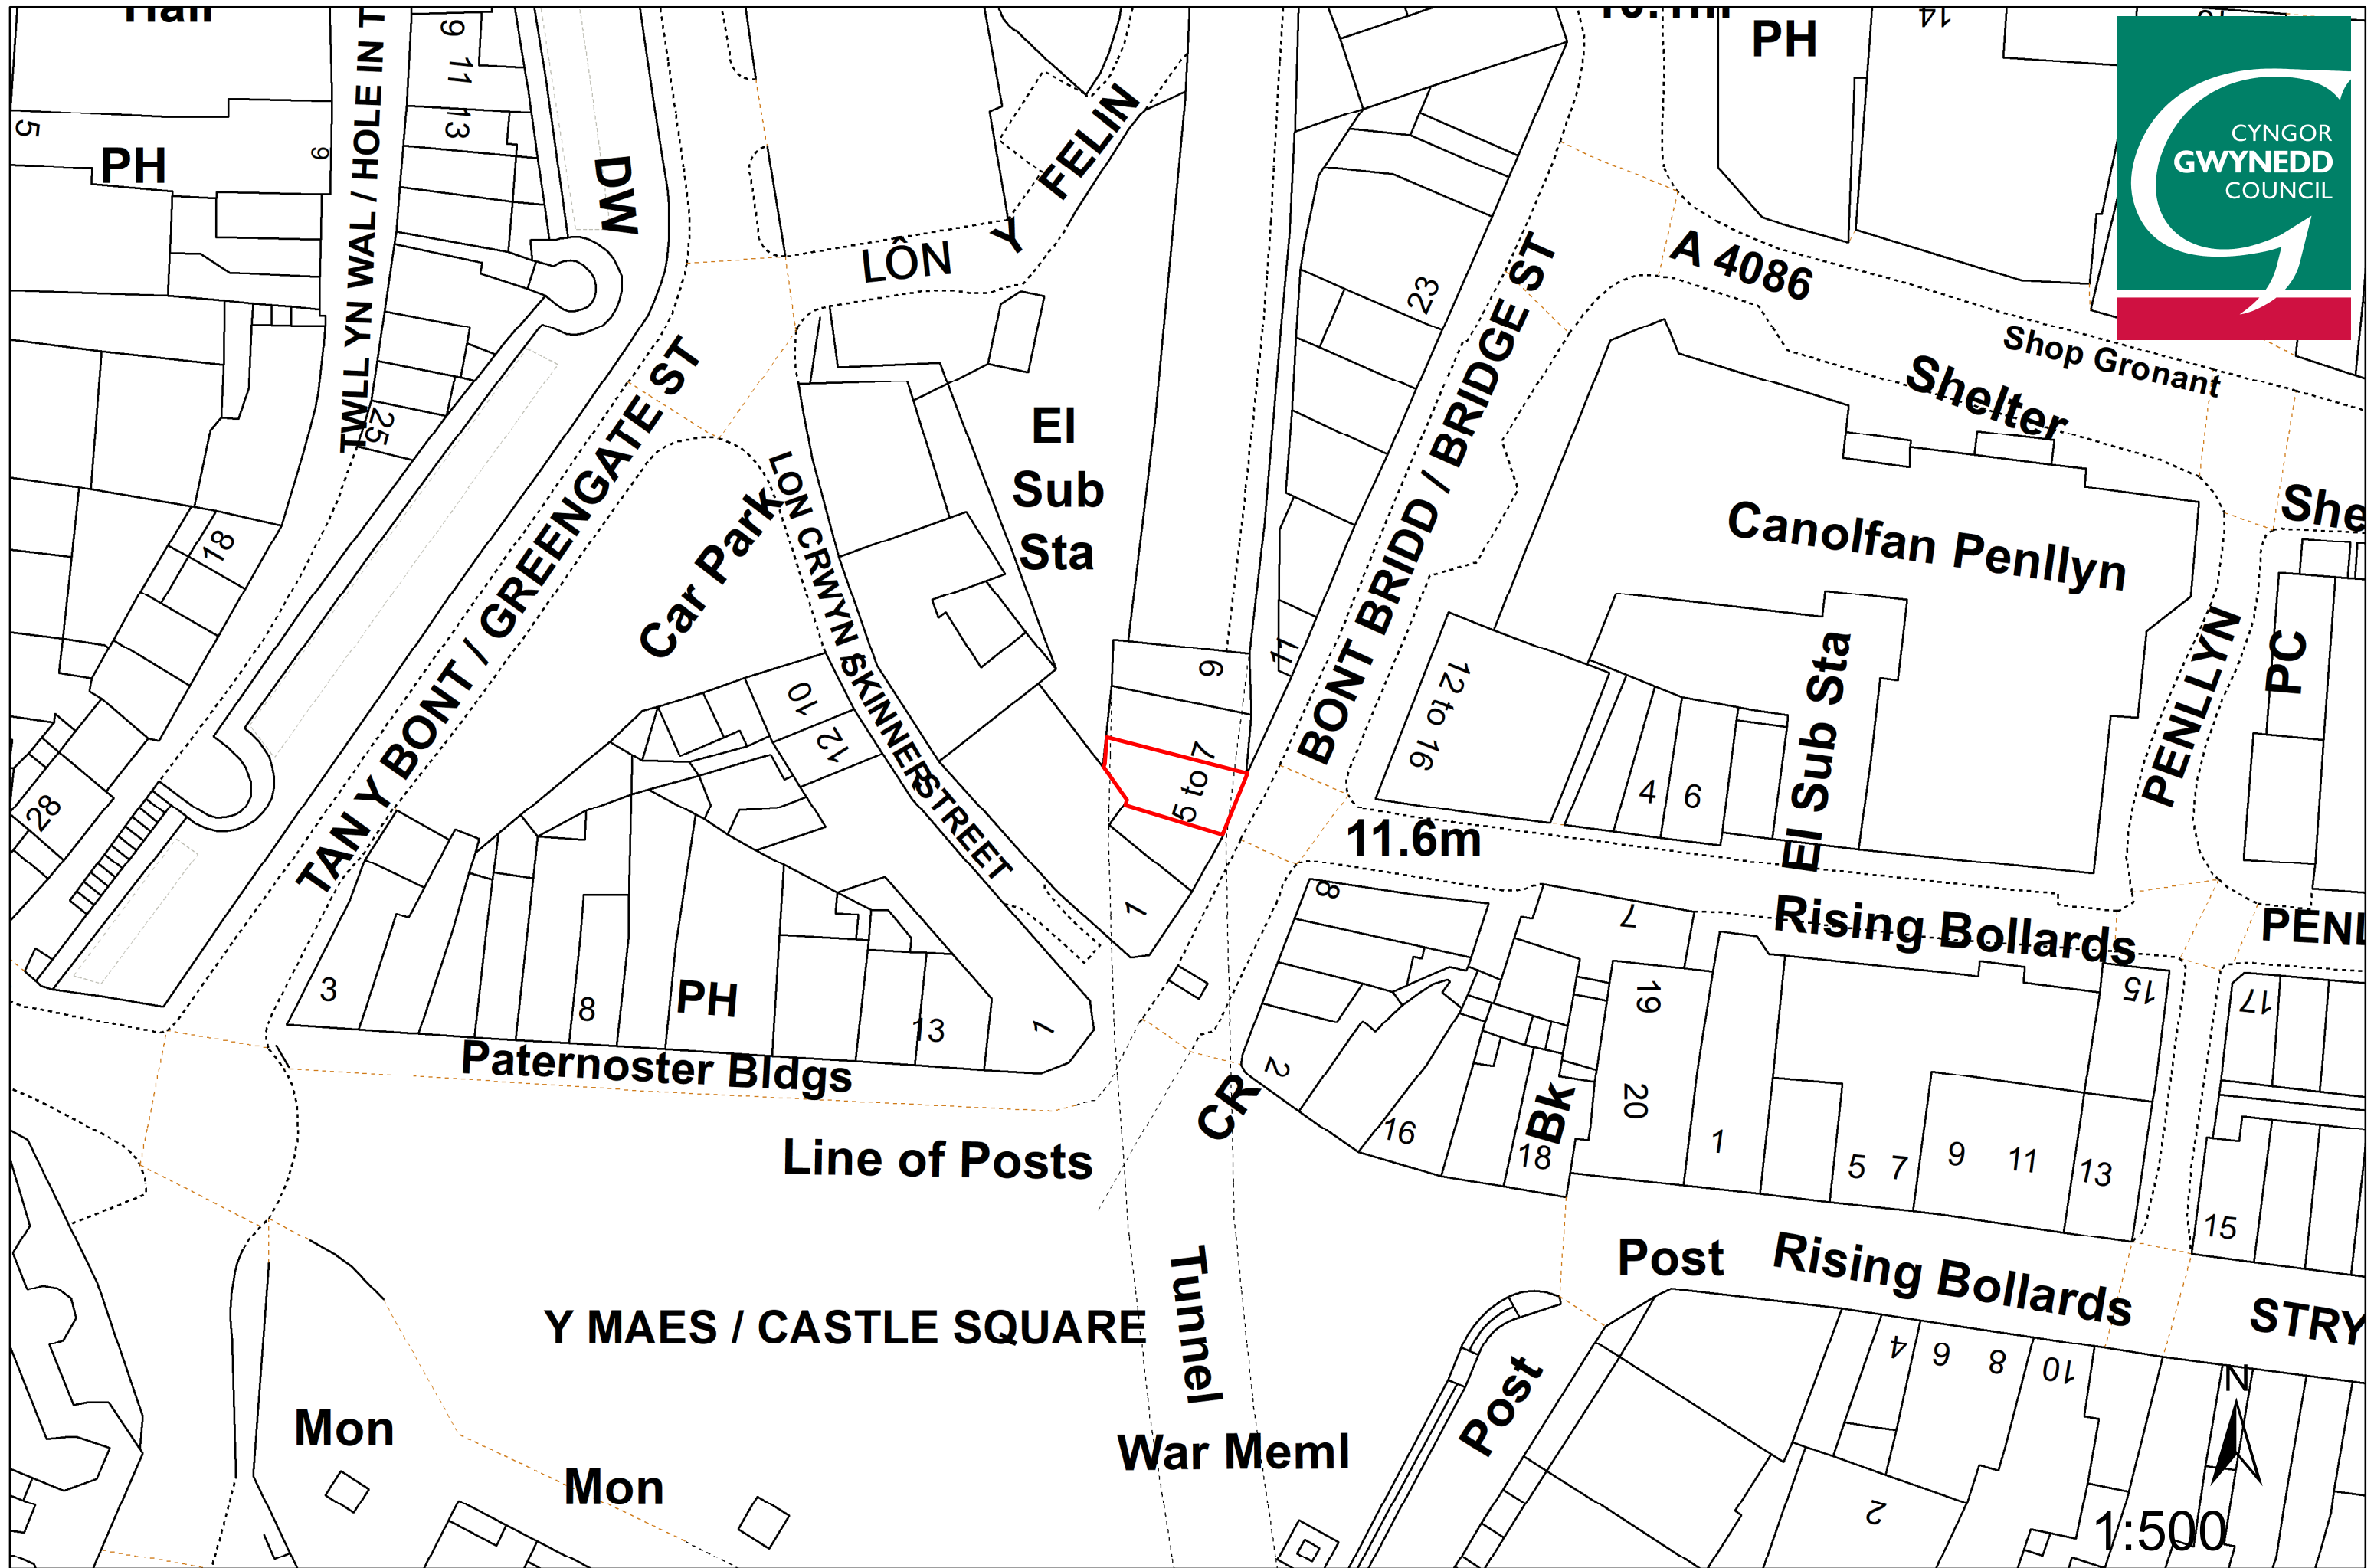 Hall
TWLL YN WAL / HOLE IN T
9
11
13
5
PH
9
DW
LÔN Y FELIN
PH
14
CYNGOR
GWYNEDD
COUNCIL
A 4086
Shop Gronant
Shelter
She
23
25
18
El
Sub
Sta
Car Park
TAN Y BONT / GREENGATE ST
LON CRWYN / SKINNER STREET
BONT BRIDD / BRIDGE ST
Canolfan Penllyn
El Sub Sta
PENLLYN
PC
10
12
9
11
5 to 7
12 to 16
4
6
28
11.6m
1
8
7
Rising Bollards
PENL
3
8
PH
13
1
Paternoster Bldgs
CR
2
16
Bk
18
19
20
1
5
7
9
11
13
15
17
15
Line of Posts
Tunnel
Y MAES / CASTLE SQUARE
Post
Rising Bollards
STRY
4
6
8
10
2
Post
Mon
Mon
War Meml
N
1:500